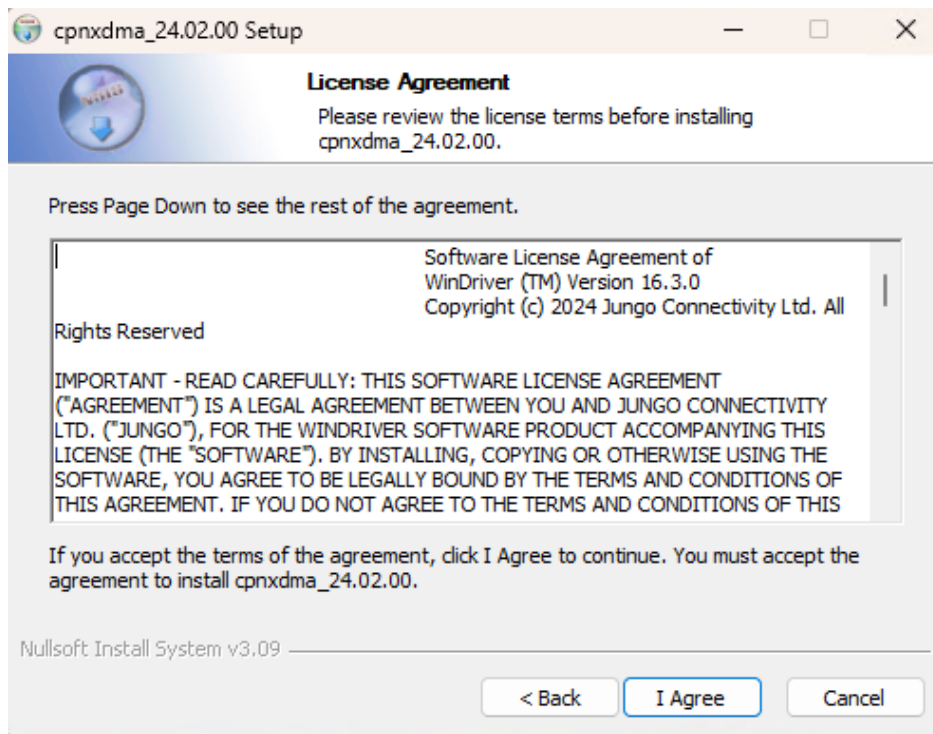 cpnxdma_24.02.00 Setup
License Agreement
Please review the license terms before installing
cpnxdma_24.02.00.
Press Page Down to see the rest of the agreement.
Software License Agreement of
WinDriver (TM) Version 16.3.0
Copyright (c) 2024 Jungo Connectivity Ltd. All
Rights Reserved
IMPORTANT - READ CAREFULLY: THIS SOFTWARE LICENSE AGREEMENT
("AGREEMENT") IS A LEGAL AGREEMENT BETWEEN YOU AND JUNGO CONNECTIVITY
LTD. ("JUNGO"), FOR THE WINDRIVER SOFTWARE PRODUCT ACCOMPANYING THIS
LICENSE (THE "SOFTWARE"). BY INSTALLING, COPYING OR OTHERWISE USING THE
SOFTWARE, YOU AGREE TO BE LEGALLY BOUND BY THE TERMS AND CONDITIONS OF
THIS AGREEMENT. IF YOU DO NOT AGREE TO THE TERMS AND CONDITIONS OF THIS
If you accept the terms of the agreement, click I Agree to continue. You must accept the
agreement to install cpnxdma_24.02.00.
Nullsoft Install System v3.09
< Back
I Agree
Cancel